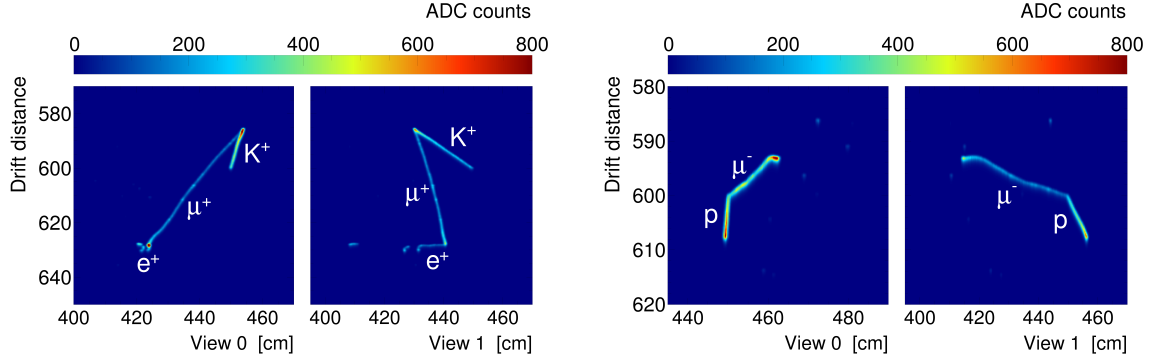 ADC counts
0 200 400 600 800
Drift distance
580
600
620
640
K⁺
μ⁺
e⁺
400 420 440 460
View 0 [cm]
K⁺
μ⁺
e⁺
400 420 440 460
View 1 [cm]
ADC counts
0 200 400 600 800
Drift distance
580
590
600
610
620
μ⁻
p
440 460 480
View 0 [cm]
μ⁻
p
420 440 460
View 1 [cm]